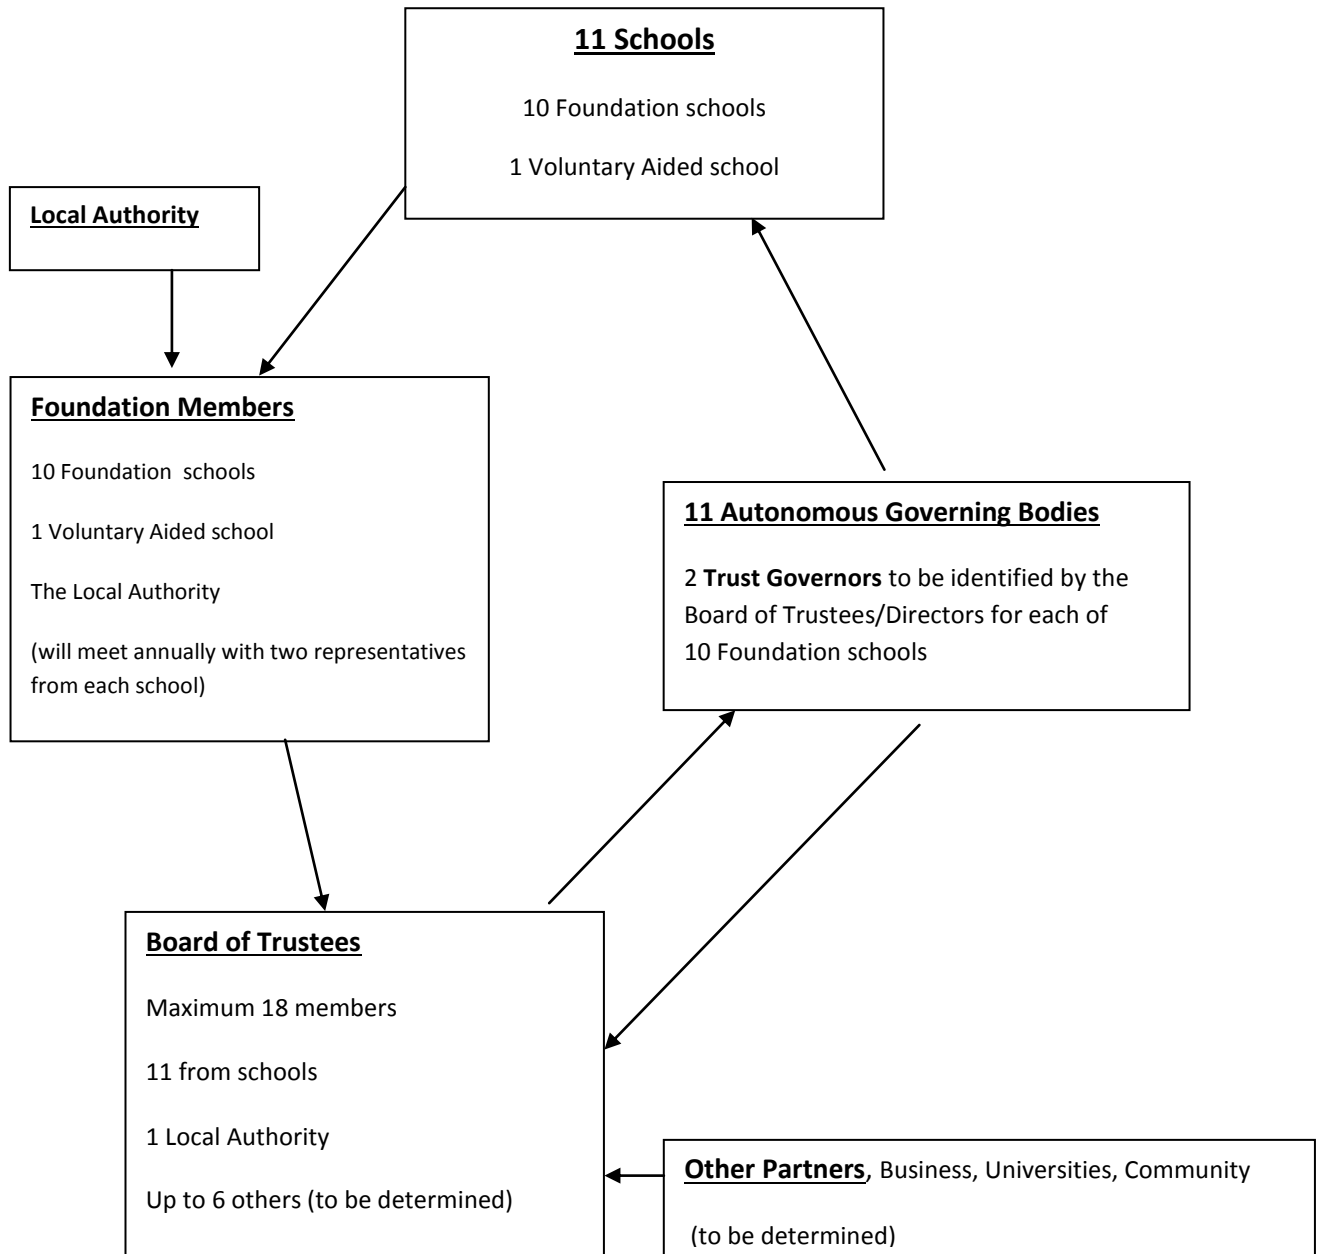 11 Schools
10 Foundation schools
1 Voluntary Aided school
Local Authority
Foundation Members
10 Foundation  schools
1 Voluntary Aided school
The Local Authority
(will meet annually with two representatives
from each school)
11 Autonomous Governing Bodies
2 Trust Governors to be identified by the
Board of Trustees/Directors for each of
10 Foundation schools
Board of Trustees
Maximum 18 members
11 from schools
1 Local Authority
Up to 6 others (to be determined)
Other Partners, Business, Universities, Community
(to be determined)